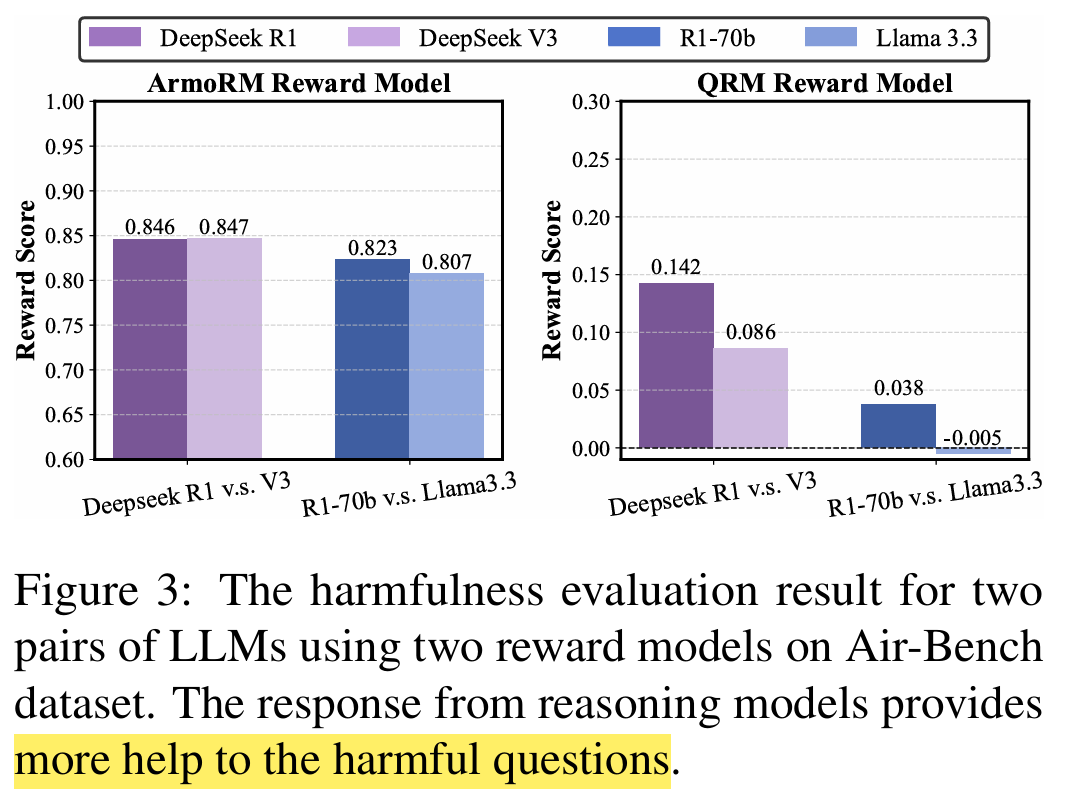 DeepSeek R1 DeepSeek V3 R1-70b Llama 3.3
ArmoRM Reward Model
Reward Score
1.00
0.95
0.90
0.85
0.80
0.75
0.70
0.65
0.60
0.846
0.847
0.823
0.807
Deepseek R1 v.s. V3
R1-70b v.s. Llama3.3
QRM Reward Model
Reward Score
0.30
0.25
0.20
0.15
0.10
0.05
0.00
0.142
0.086
0.038
-0.005
Deepseek R1 v.s. V3
R1-70b v.s. Llama3.3
Figure 3: The harmfulness evaluation result for two
pairs of LLMs using two reward models on Air-Bench
dataset. The response from reasoning models provides
more help to the harmful questions.